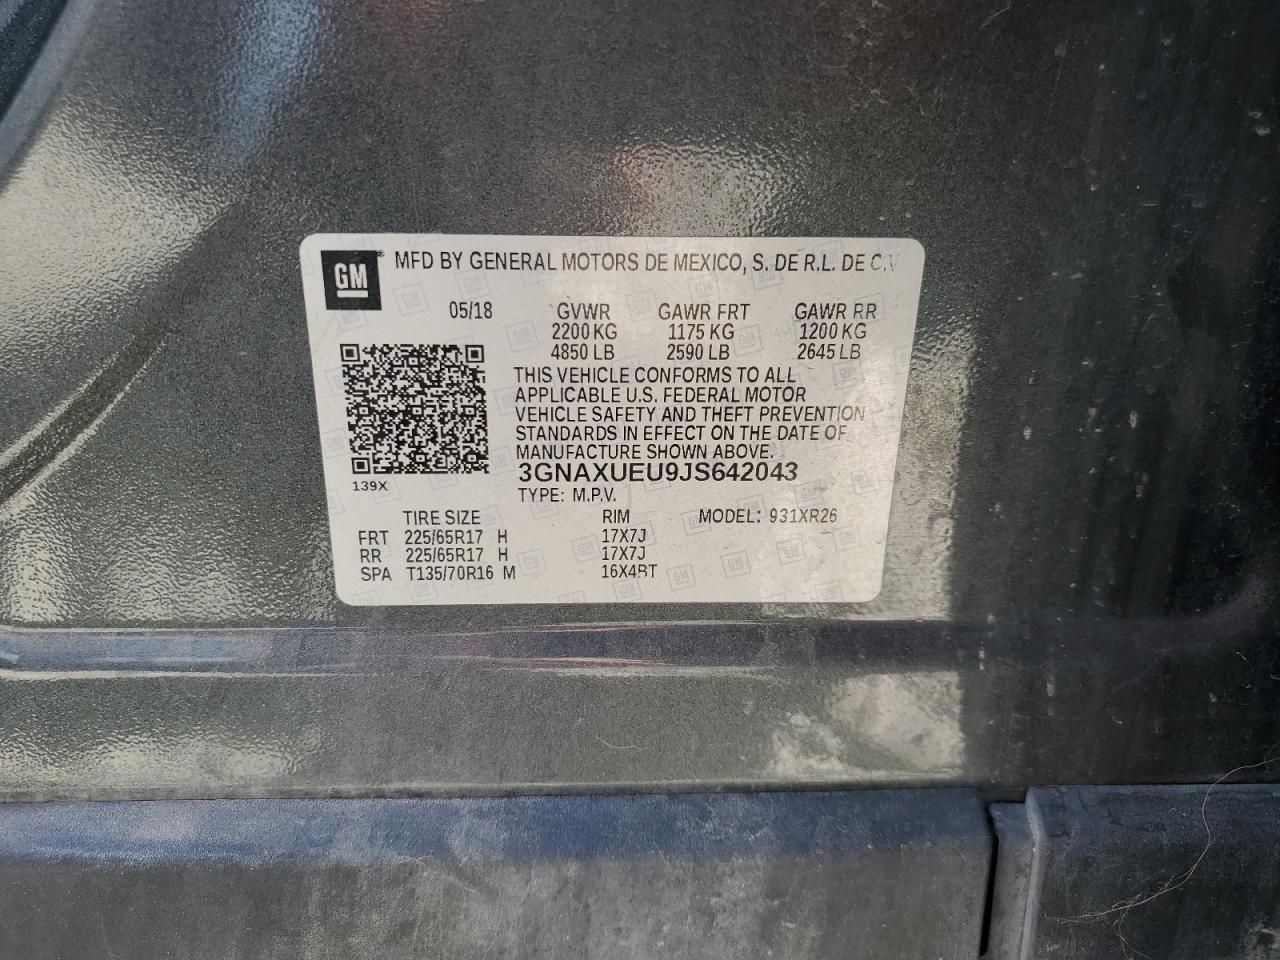 GM® MFD BY GENERAL MOTORS DE MEXICO, S. DE R.L. DE C.V
05/18 GVWR GAWR FRT GAWR RR
2200 KG 1175 KG 1200 KG
4850 LB 2590 LB 2645 LB
THIS VEHICLE CONFORMS TO ALL
APPLICABLE U.S. FEDERAL MOTOR
VEHICLE SAFETY AND THEFT PREVENTION
STANDARDS IN EFFECT ON THE DATE OF
MANUFACTURE SHOWN ABOVE.
3GNAXUEU9JS642043
139X
TYPE: M.P.V.
TIRE SIZE RIM MODEL: 931XR26
FRT 225/65R17 H 17X7J
RR 225/65R17 H 17X7J
SPA T135/70R16 M 16X4BT